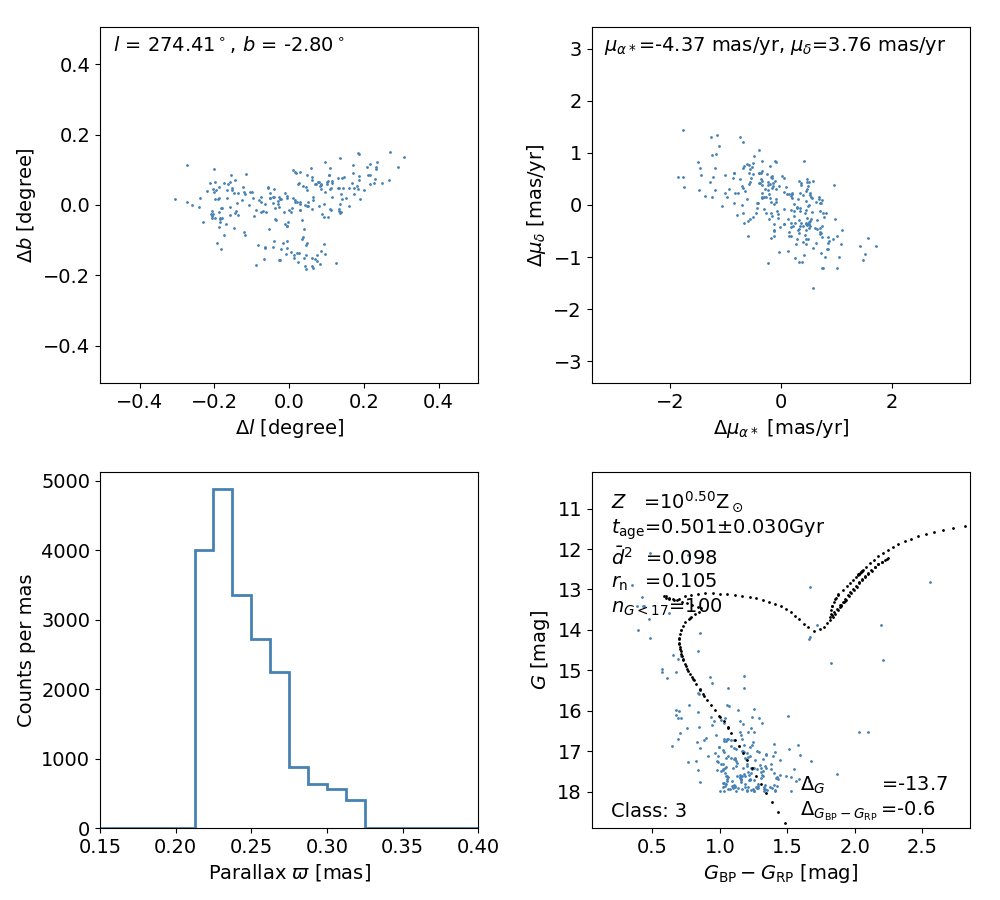 l = 274.41°, b = -2.80°
0.4
0.2
0.0
−0.2
−0.4
Δb [degree]
−0.4 −0.2 0.0 0.2 0.4
Δl [degree]
μα*=-4.37 mas/yr, μδ=3.76 mas/yr
3
2
1
0
−1
−2
−3
Δμδ [mas/yr]
−2 0 2
Δμα* [mas/yr]
5000
4000
3000
2000
1000
0
Counts per mas
0.15 0.20 0.25 0.30 0.35 0.40
Parallax ϖ [mas]
Z =10^0.50 Z⊙
t_age=0.501±0.030Gyr
d̄² =0.098
r_n =0.105
n_G<17=100
11
12
13
14
15
16
17
18
G [mag]
Δ_G =-13.7
Δ_GBP−GRP =-0.6
Class: 3
0.5 1.0 1.5 2.0 2.5
G_BP − G_RP [mag]